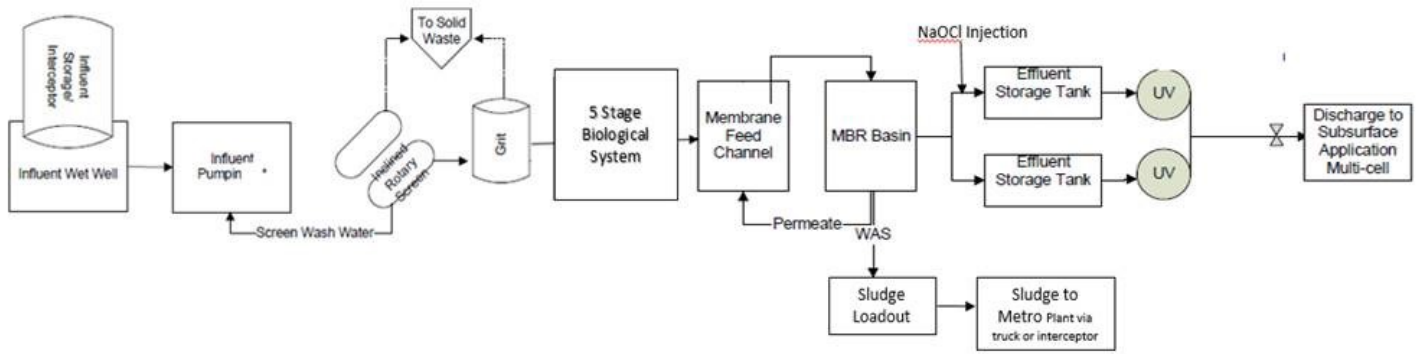 Influent
Storage/
Interceptor
Influent Wet Well
Influent
Pumpin
Screen Wash Water
To Solid
Waste
Inclined
Rotary
Screen
Grit
5 Stage
Biological
System
Membrane
Feed
Channel
MBR Basin
Permeate
WAS
Sludge
Loadout
Sludge to
Metro Plant via
truck or interceptor
NaOCl Injection
Effluent
Storage Tank
UV
Effluent
Storage Tank
UV
Discharge to
Subsurface
Application
Multi-cell